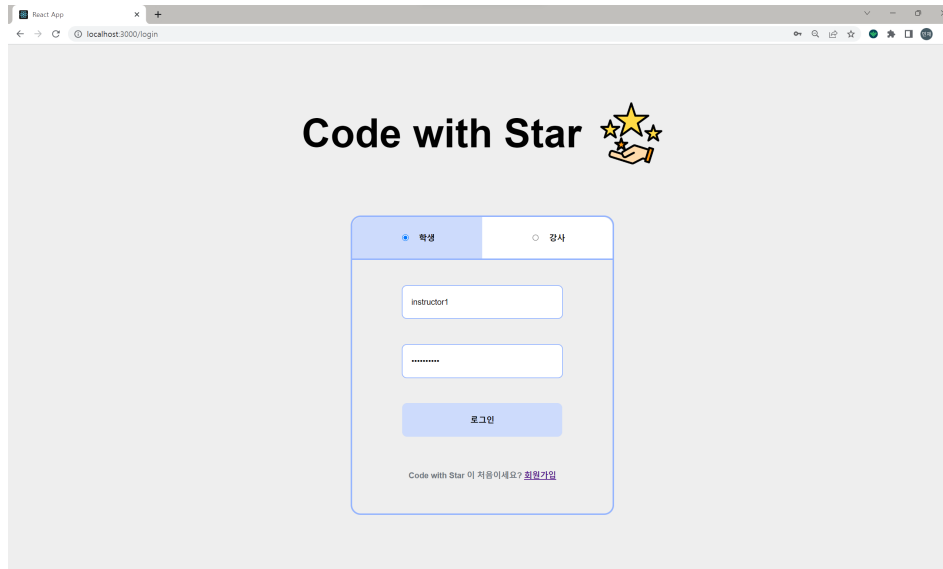 React App
localhost:3000/login
Code with Star
학생
강사
instructor1
••••••••••
로그인
Code with Star 이 처음이세요? 회원가입